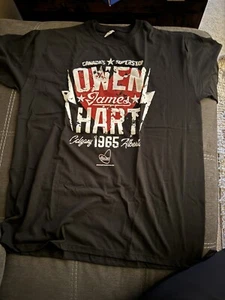 CANADA'S ★ SUPERSTAR
OWEN
★ James ★
HART
Calgary 1965 Alberta